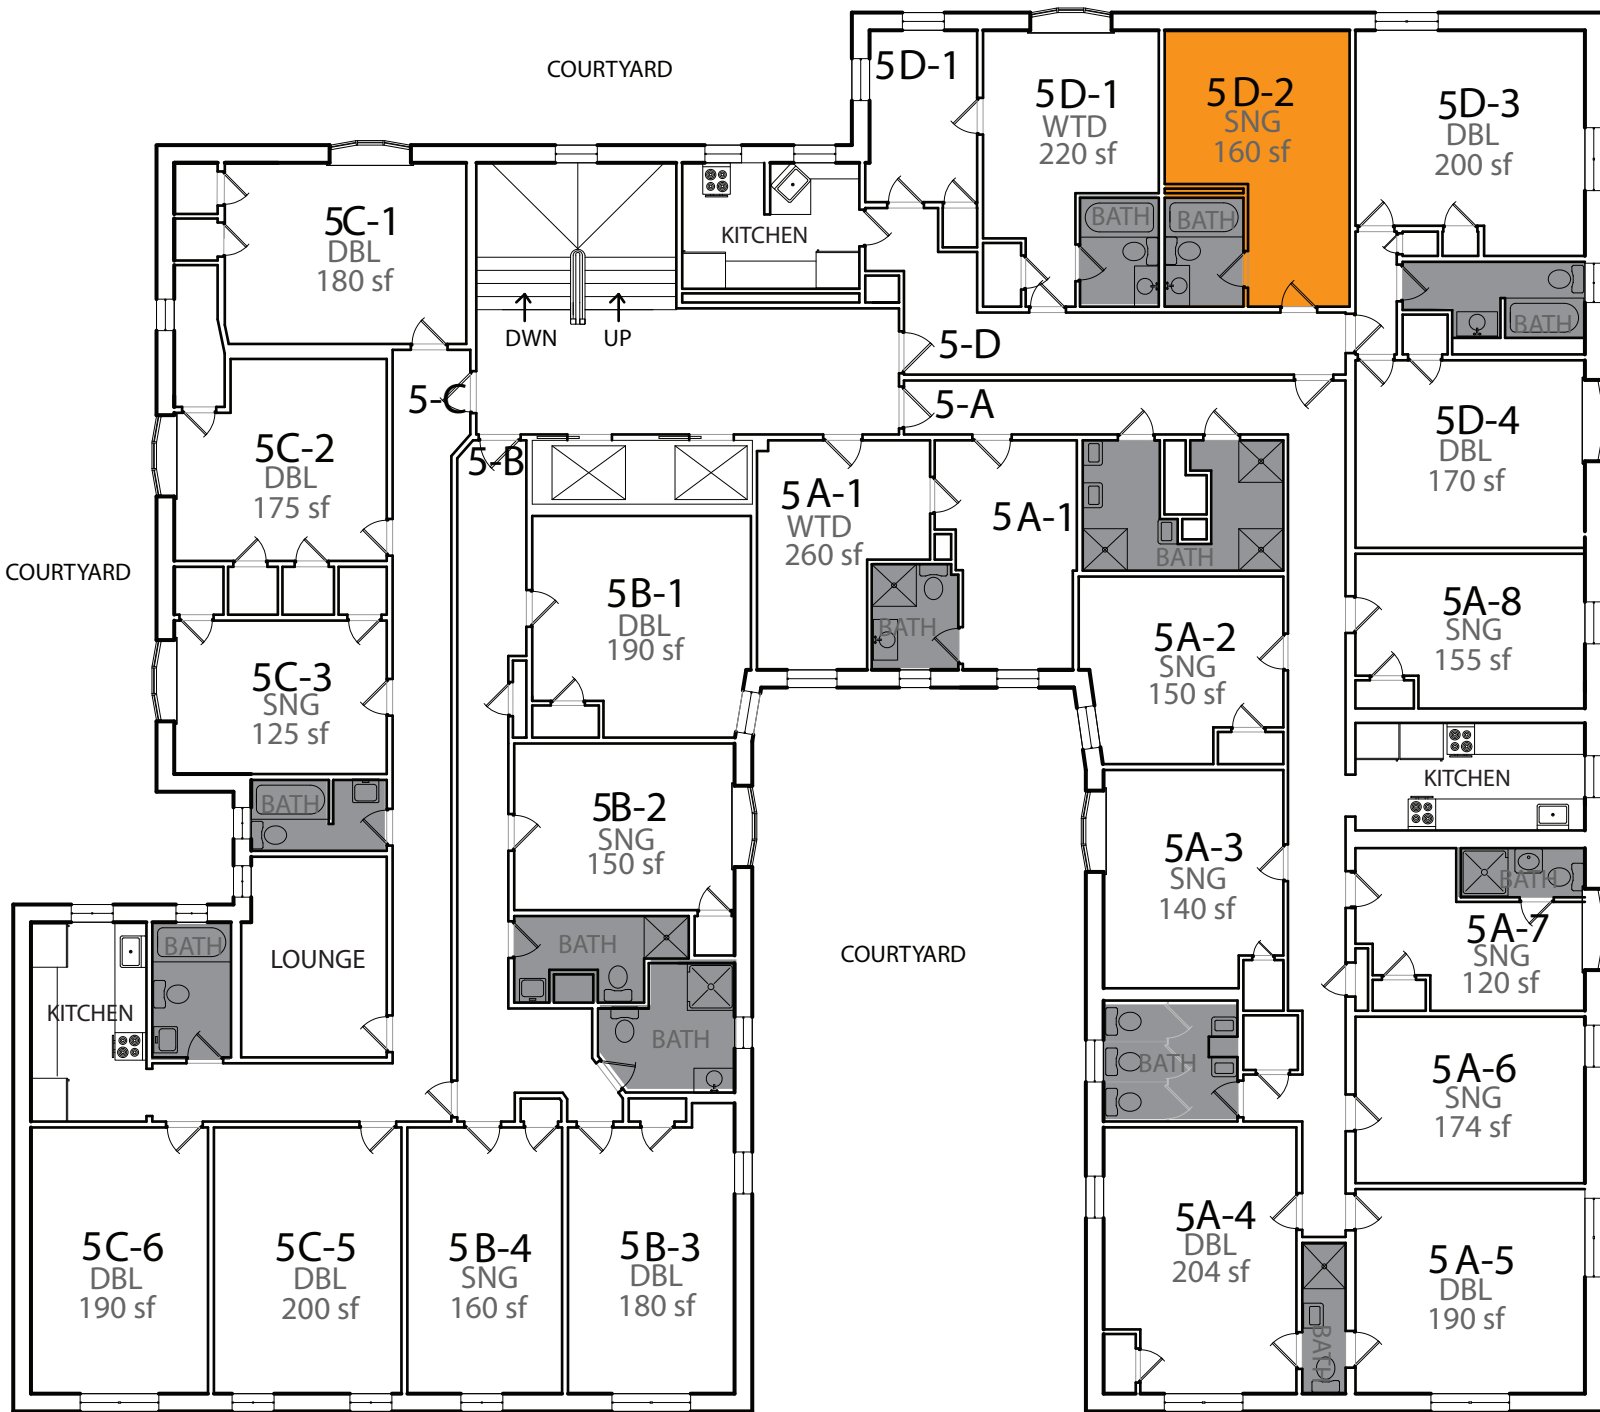 COURTYARD
5D-1
5D-1
WTD
220 sf
5D-2
SNG
160 sf
5D-3
DBL
200 sf
5C-1
DBL
180 sf
KITCHEN
BATH
BATH
BATH
DWN
UP
5-D
5-C
5-A
5-B
5C-2
DBL
175 sf
5D-4
DBL
170 sf
5A-1
WTD
260 sf
5A-1
BATH
COURTYARD
5B-1
DBL
190 sf
BATH
5A-2
SNG
150 sf
5A-8
SNG
155 sf
5C-3
SNG
125 sf
BATH
5B-2
SNG
150 sf
KITCHEN
5A-3
SNG
140 sf
BATH
5A-7
SNG
120 sf
BATH
LOUNGE
BATH
COURTYARD
KITCHEN
BATH
BATH
5A-6
SNG
174 sf
5C-6
DBL
190 sf
5C-5
DBL
200 sf
5B-4
SNG
160 sf
5B-3
DBL
180 sf
5A-4
DBL
204 sf
5A-5
DBL
190 sf
BATH